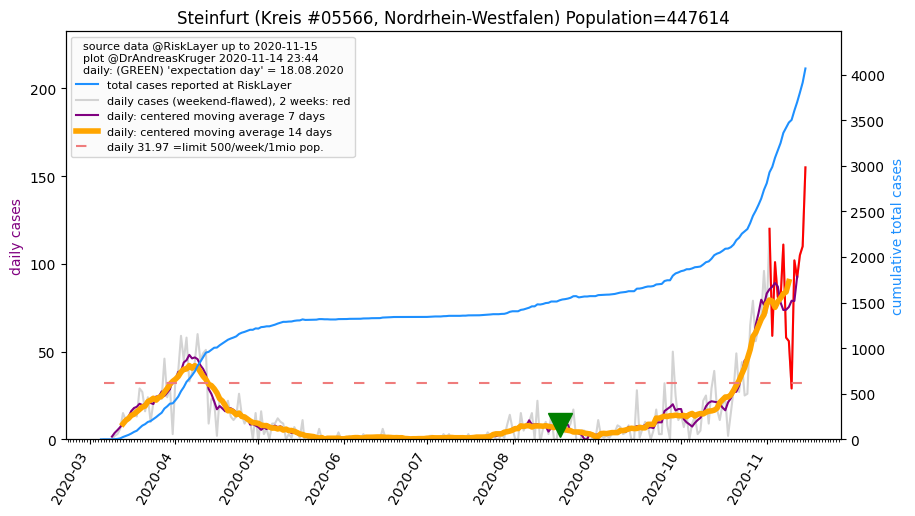 Steinfurt (Kreis #05566, Nordrhein-Westfalen) Population=447614
source data @RiskLayer up to 2020-11-15
plot @DrAndreasKruger 2020-11-14 23:44
daily: (GREEN) 'expectation day' = 18.08.2020
total cases reported at RiskLayer
daily cases (weekend-flawed), 2 weeks: red
daily: centered moving average 7 days
daily: centered moving average 14 days
daily 31.97 =limit 500/week/1mio pop.
daily cases
200
150
100
50
0
cumulative total cases
4000
3500
3000
2500
2000
1500
1000
500
0
2020-03
2020-04
2020-05
2020-06
2020-07
2020-08
2020-09
2020-10
2020-11